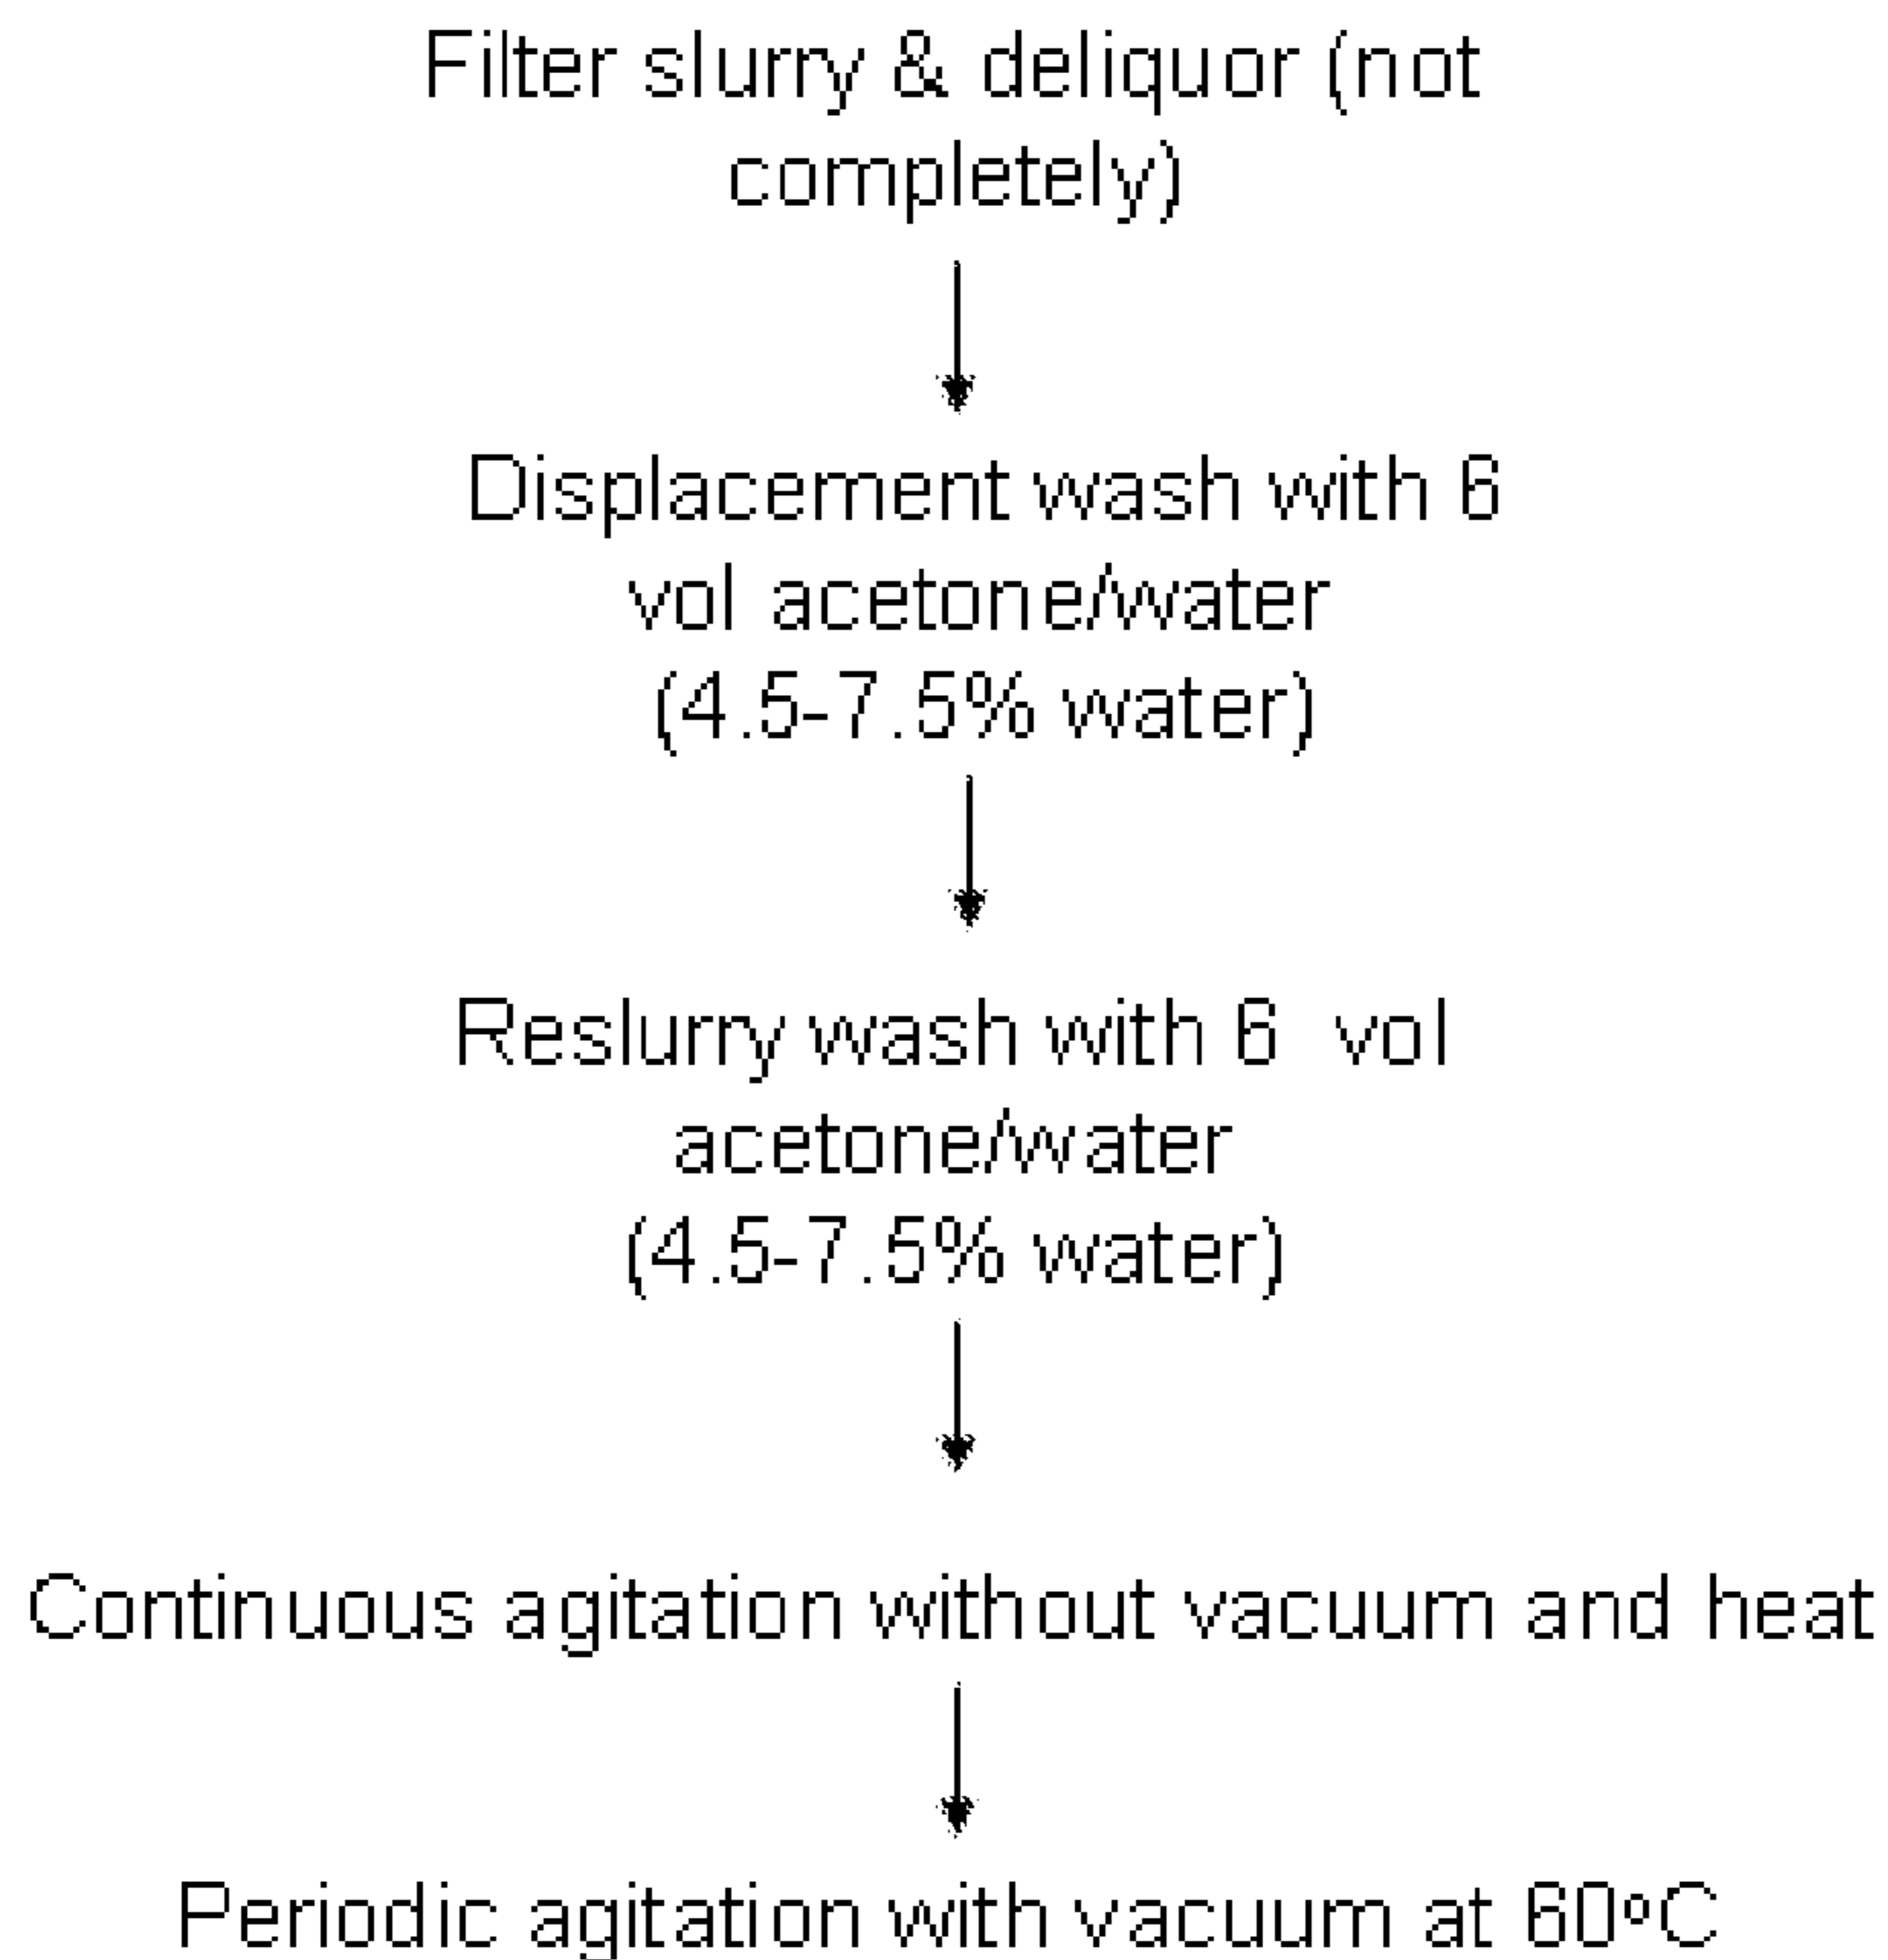 Filter slurry & deliquor (not
completely)
Displacement wash with 6
vol acetone/water
(4.5-7.5% water)
Reslurry wash with 6 vol
acetone/water
(4.5-7.5% water)
Continuous agitation without vacuum and heat
Periodic agitation with vacuum at 60ºC